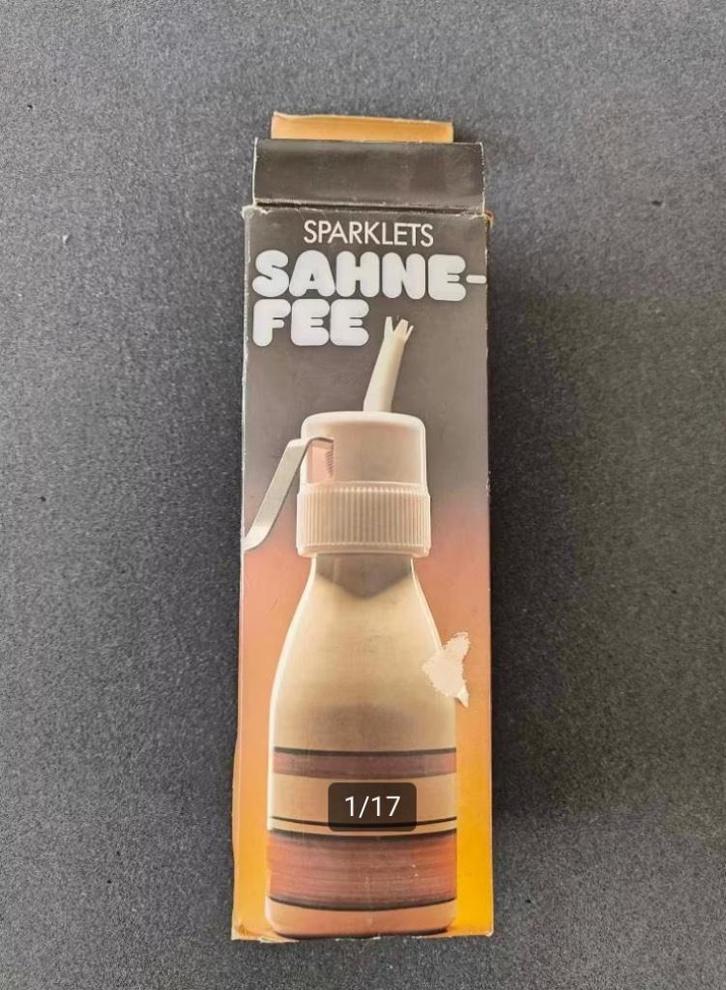 SPARKLETS
SAHNE-
FEE
1/17